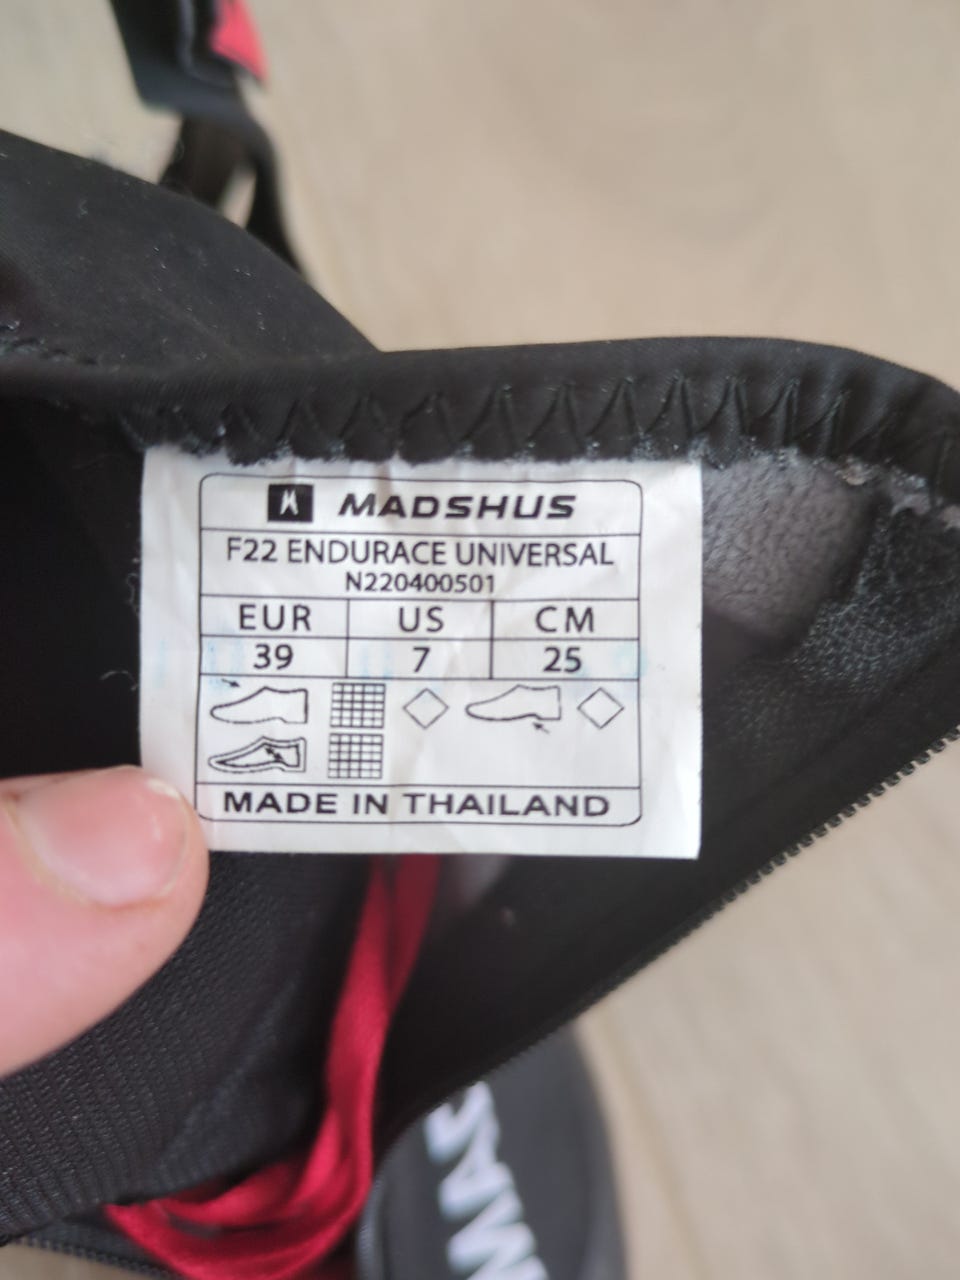 MADSHUS
F22 ENDURACE UNIVERSAL
N220400501
EUR US CM
39 7 25
MADE IN THAILAND